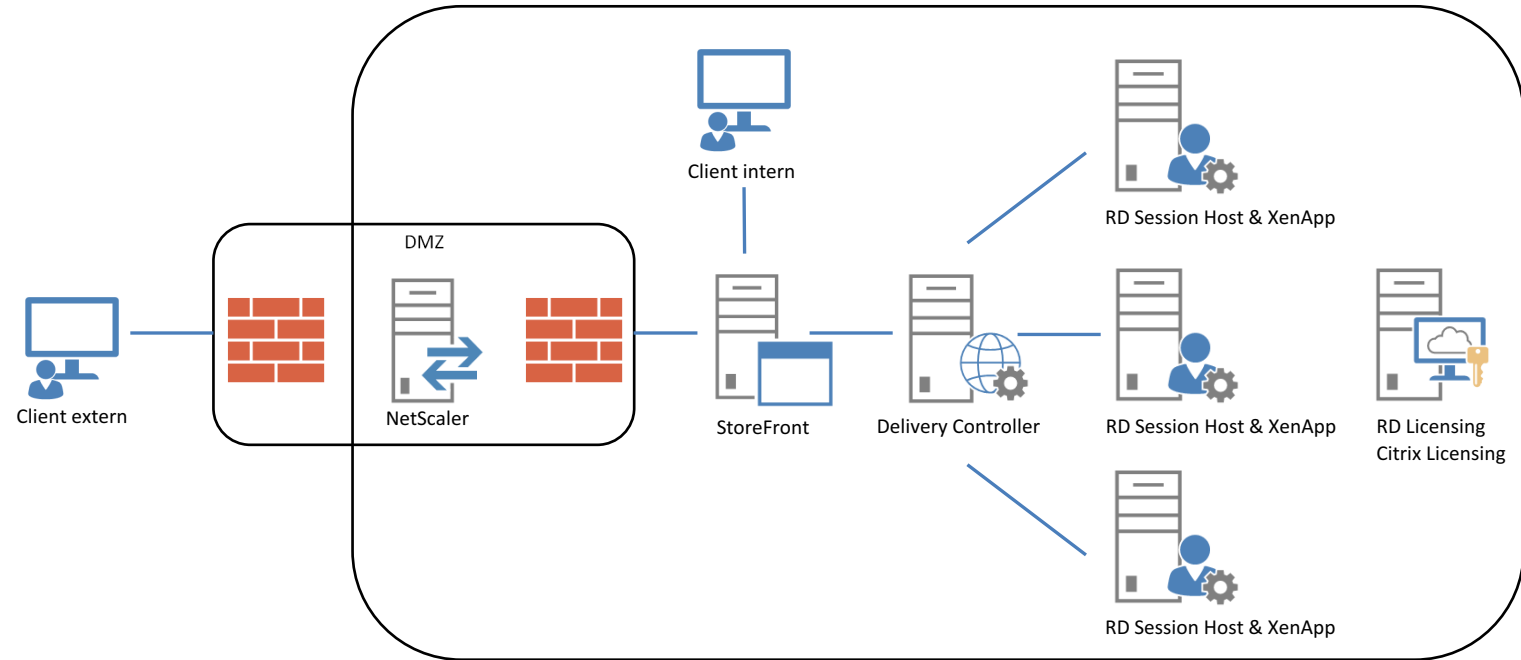 Client intern
RD Session Host & XenApp
DMZ
Client extern
NetScaler
StoreFront
Delivery Controller
RD Session Host & XenApp
RD Licensing
Citrix Licensing
RD Session Host & XenApp